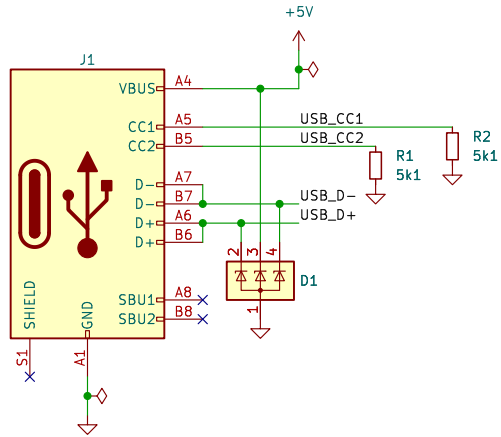 +5V
J1
VBUS A4
CC1 A5 USB_CC1
CC2 B5 USB_CC2
R2
5k1
R1
5k1
D- A7
D- B7 USB_D-
D+ A6 USB_D+
D+ B6
2 3 4
D1
1
SBU1 A8
SBU2 B8
SHIELD
GND
S1
A1